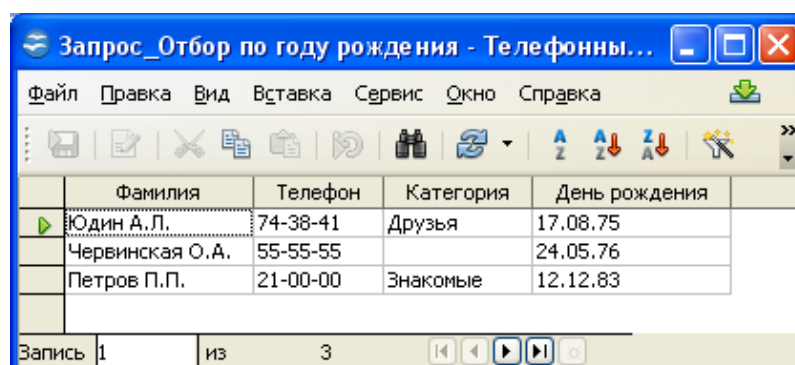 Запрос_Отбор по году рождения - Телефонны...
Файл Правка Вид Вставка Сервис Окно Справка
Фамилия Телефон Категория День рождения
Юдин А.Л. 74-38-41 Друзья 17.08.75
Червинская О.А. 55-55-55 24.05.76
Петров П.П. 21-00-00 Знакомые 12.12.83
Запись 1 из 3